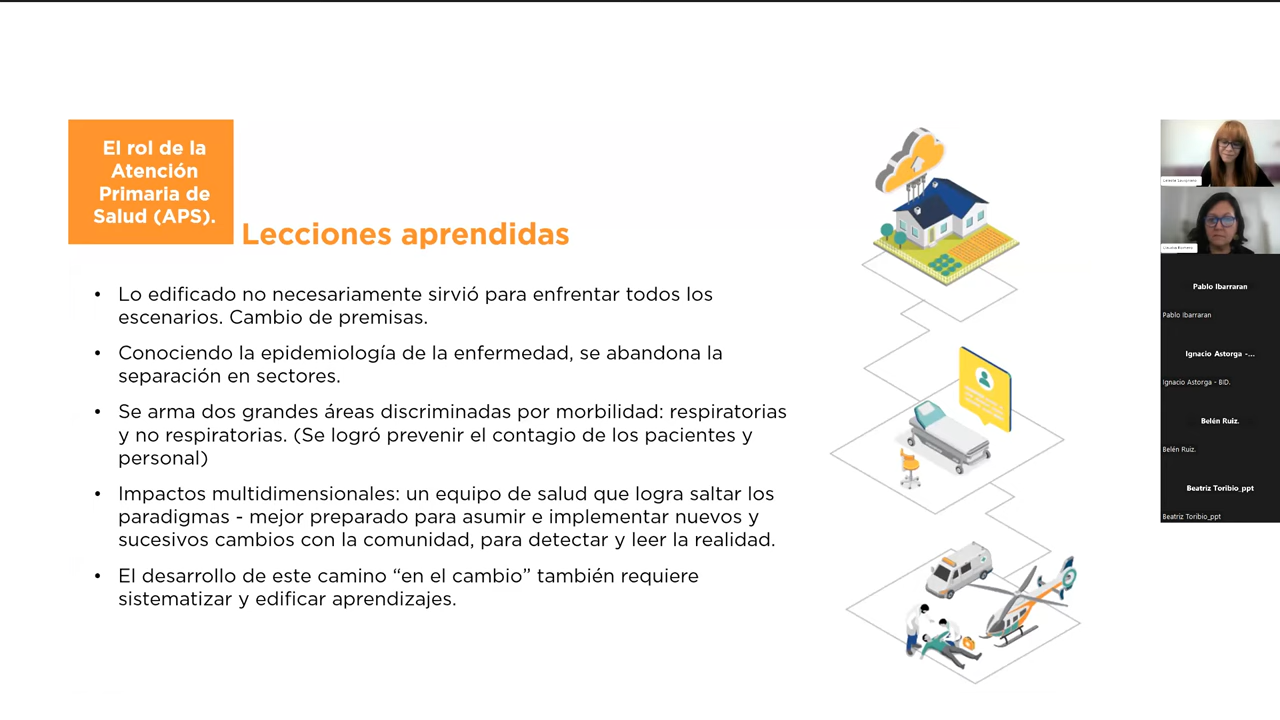 El rol de la
Atención
Primaria de
Salud (APS).
Lecciones aprendidas
• Lo edificado no necesariamente sirvió para enfrentar todos los
escenarios. Cambio de premisas.
• Conociendo la epidemiología de la enfermedad, se abandona la
separación en sectores.
• Se arma dos grandes áreas discriminadas por morbilidad: respiratorias
y no respiratorias. (Se logró prevenir el contagio de los pacientes y
personal)
• Impactos multidimensionales: un equipo de salud que logra saltar los
paradigmas - mejor preparado para asumir e implementar nuevos y
sucesivos cambios con la comunidad, para detectar y leer la realidad.
• El desarrollo de este camino “en el cambio” también requiere
sistematizar y edificar aprendizajes.
Pablo Ibarraran
Pablo Ibarraran
Ignacio Astorga -...
Ignacio Astorga - BID.
Belén Ruiz.
Belén Ruiz.
Beatriz Toribio_ppt
Beatriz Toribio_ppt